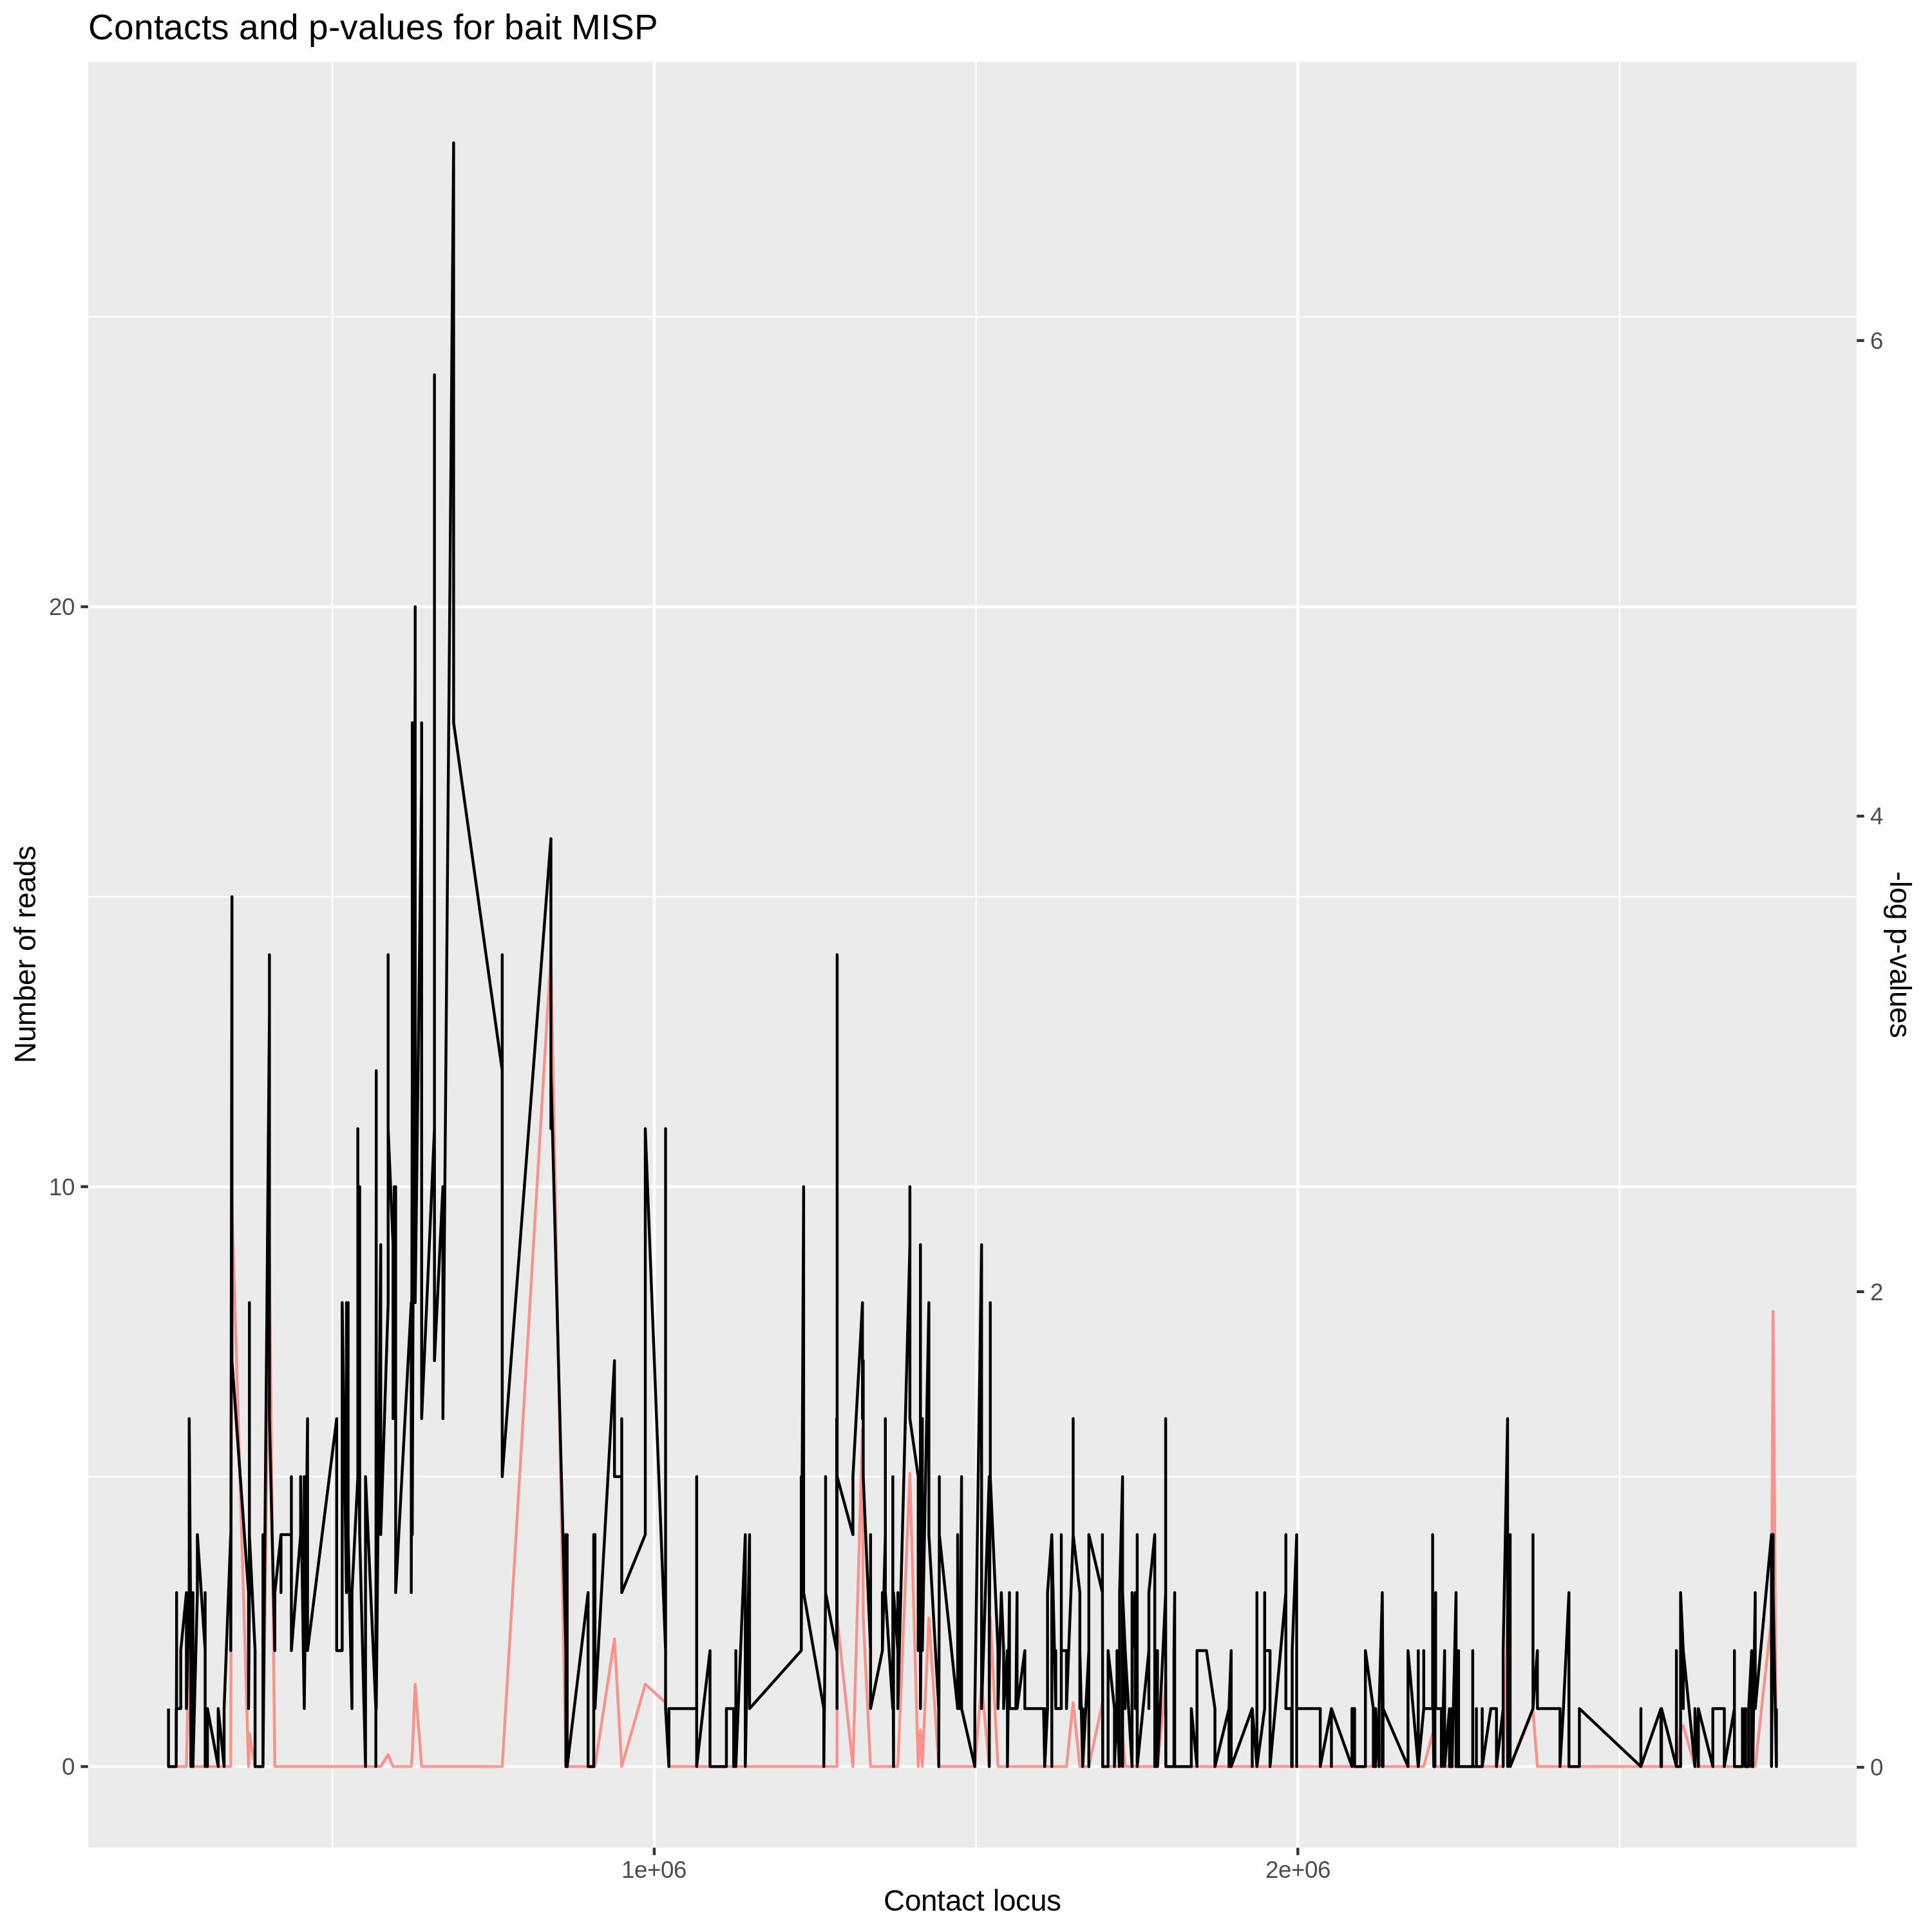 Contacts and p-values for bait MISP
Number of reads
20
10
0
6
4
2
0
-log p-values
1e+06
2e+06
Contact locus